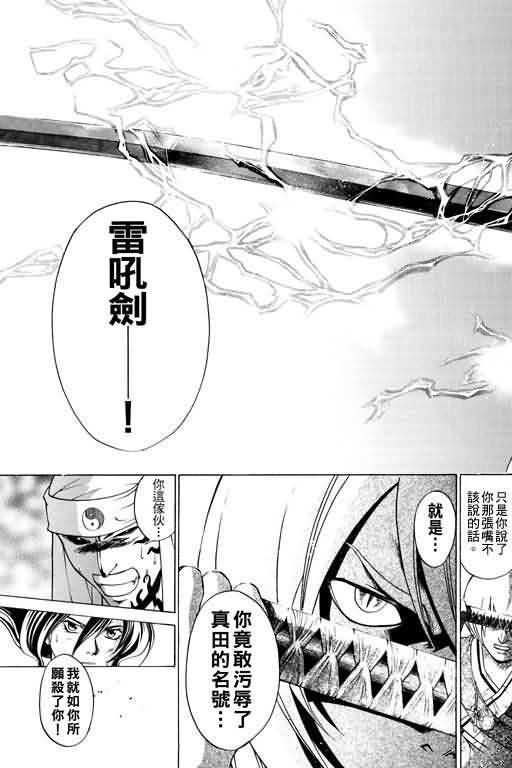 雷吼劍——！
只是你說了
你那張嘴不
該說的話。
就是…
你竟敢污辱了
真田的名號…
你這傢伙…
我就如你所
願殺了你！